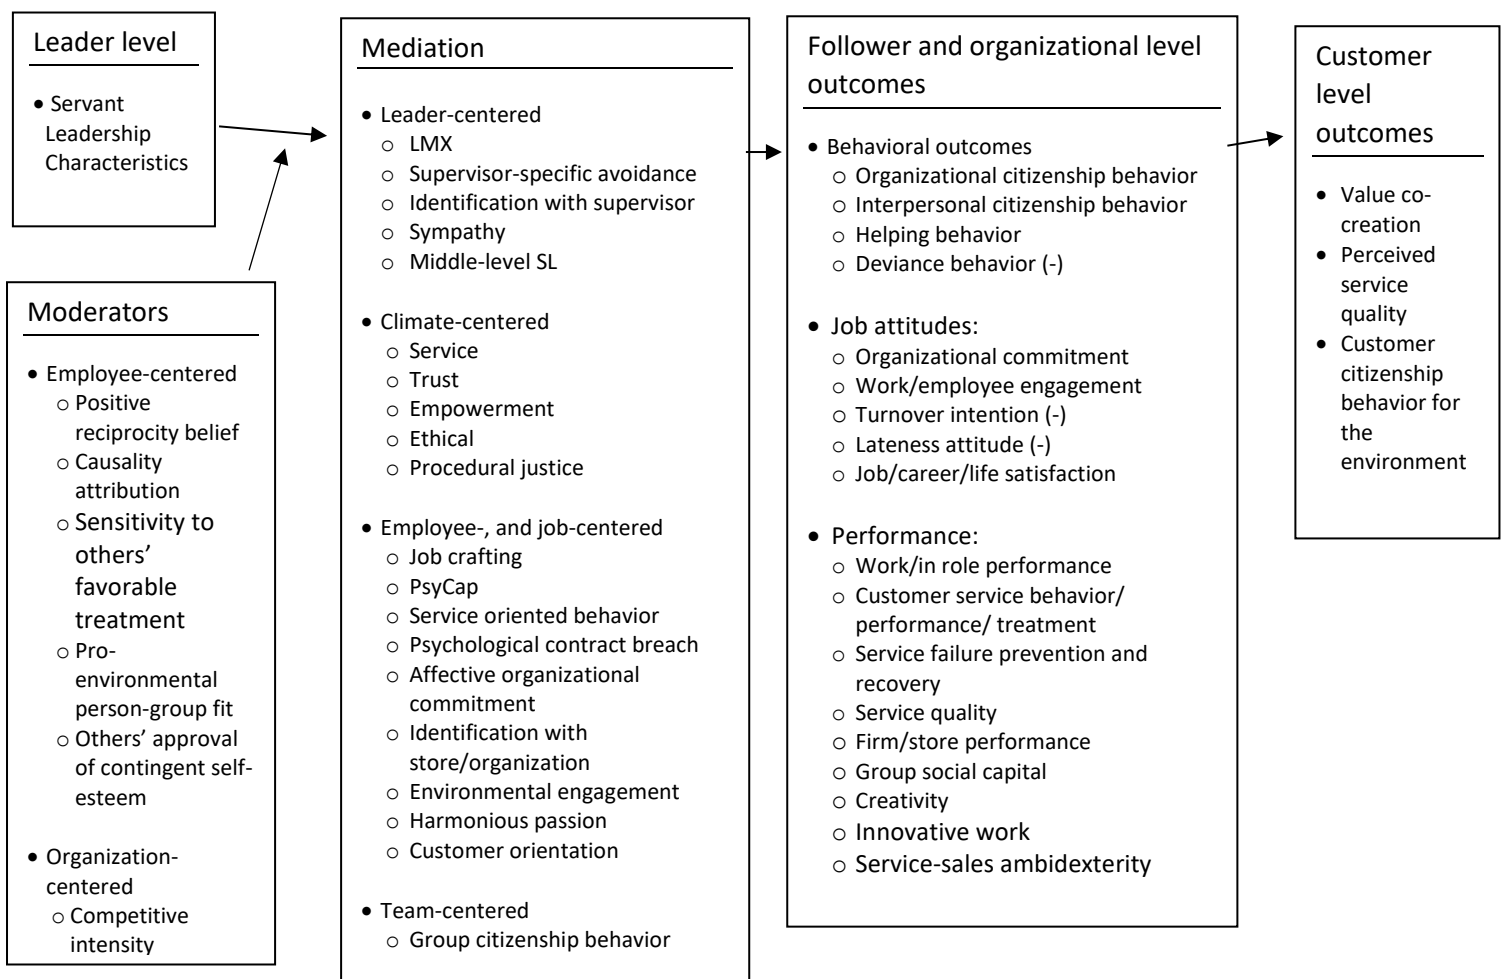 Leader level
• Servant
Leadership
Characteristics
Moderators
• Employee-centered
o Positive
reciprocity belief
o Causality
attribution
o Sensitivity to
others’
favorable
treatment
o Pro-
environmental
person-group fit
o Others’ approval
of contingent self-
esteem
• Organization-
centered
o Competitive
intensity
Mediation
• Leader-centered
o LMX
o Supervisor-specific avoidance
o Identification with supervisor
o Sympathy
o Middle-level SL
• Climate-centered
o Service
o Trust
o Empowerment
o Ethical
o Procedural justice
• Employee-, and job-centered
o Job crafting
o PsyCap
o Service oriented behavior
o Psychological contract breach
o Affective organizational
commitment
o Identification with
store/organization
o Environmental engagement
o Harmonious passion
o Customer orientation
• Team-centered
o Group citizenship behavior
Follower and organizational level
outcomes
• Behavioral outcomes
o Organizational citizenship behavior
o Interpersonal citizenship behavior
o Helping behavior
o Deviance behavior (-)
• Job attitudes:
o Organizational commitment
o Work/employee engagement
o Turnover intention (-)
o Lateness attitude (-)
o Job/career/life satisfaction
• Performance:
o Work/in role performance
o Customer service behavior/
performance/ treatment
o Service failure prevention and
recovery
o Service quality
o Firm/store performance
o Group social capital
o Creativity
o Innovative work
o Service-sales ambidexterity
Customer
level
outcomes
• Value co-
creation
• Perceived
service
quality
• Customer
citizenship
behavior for
the
environment